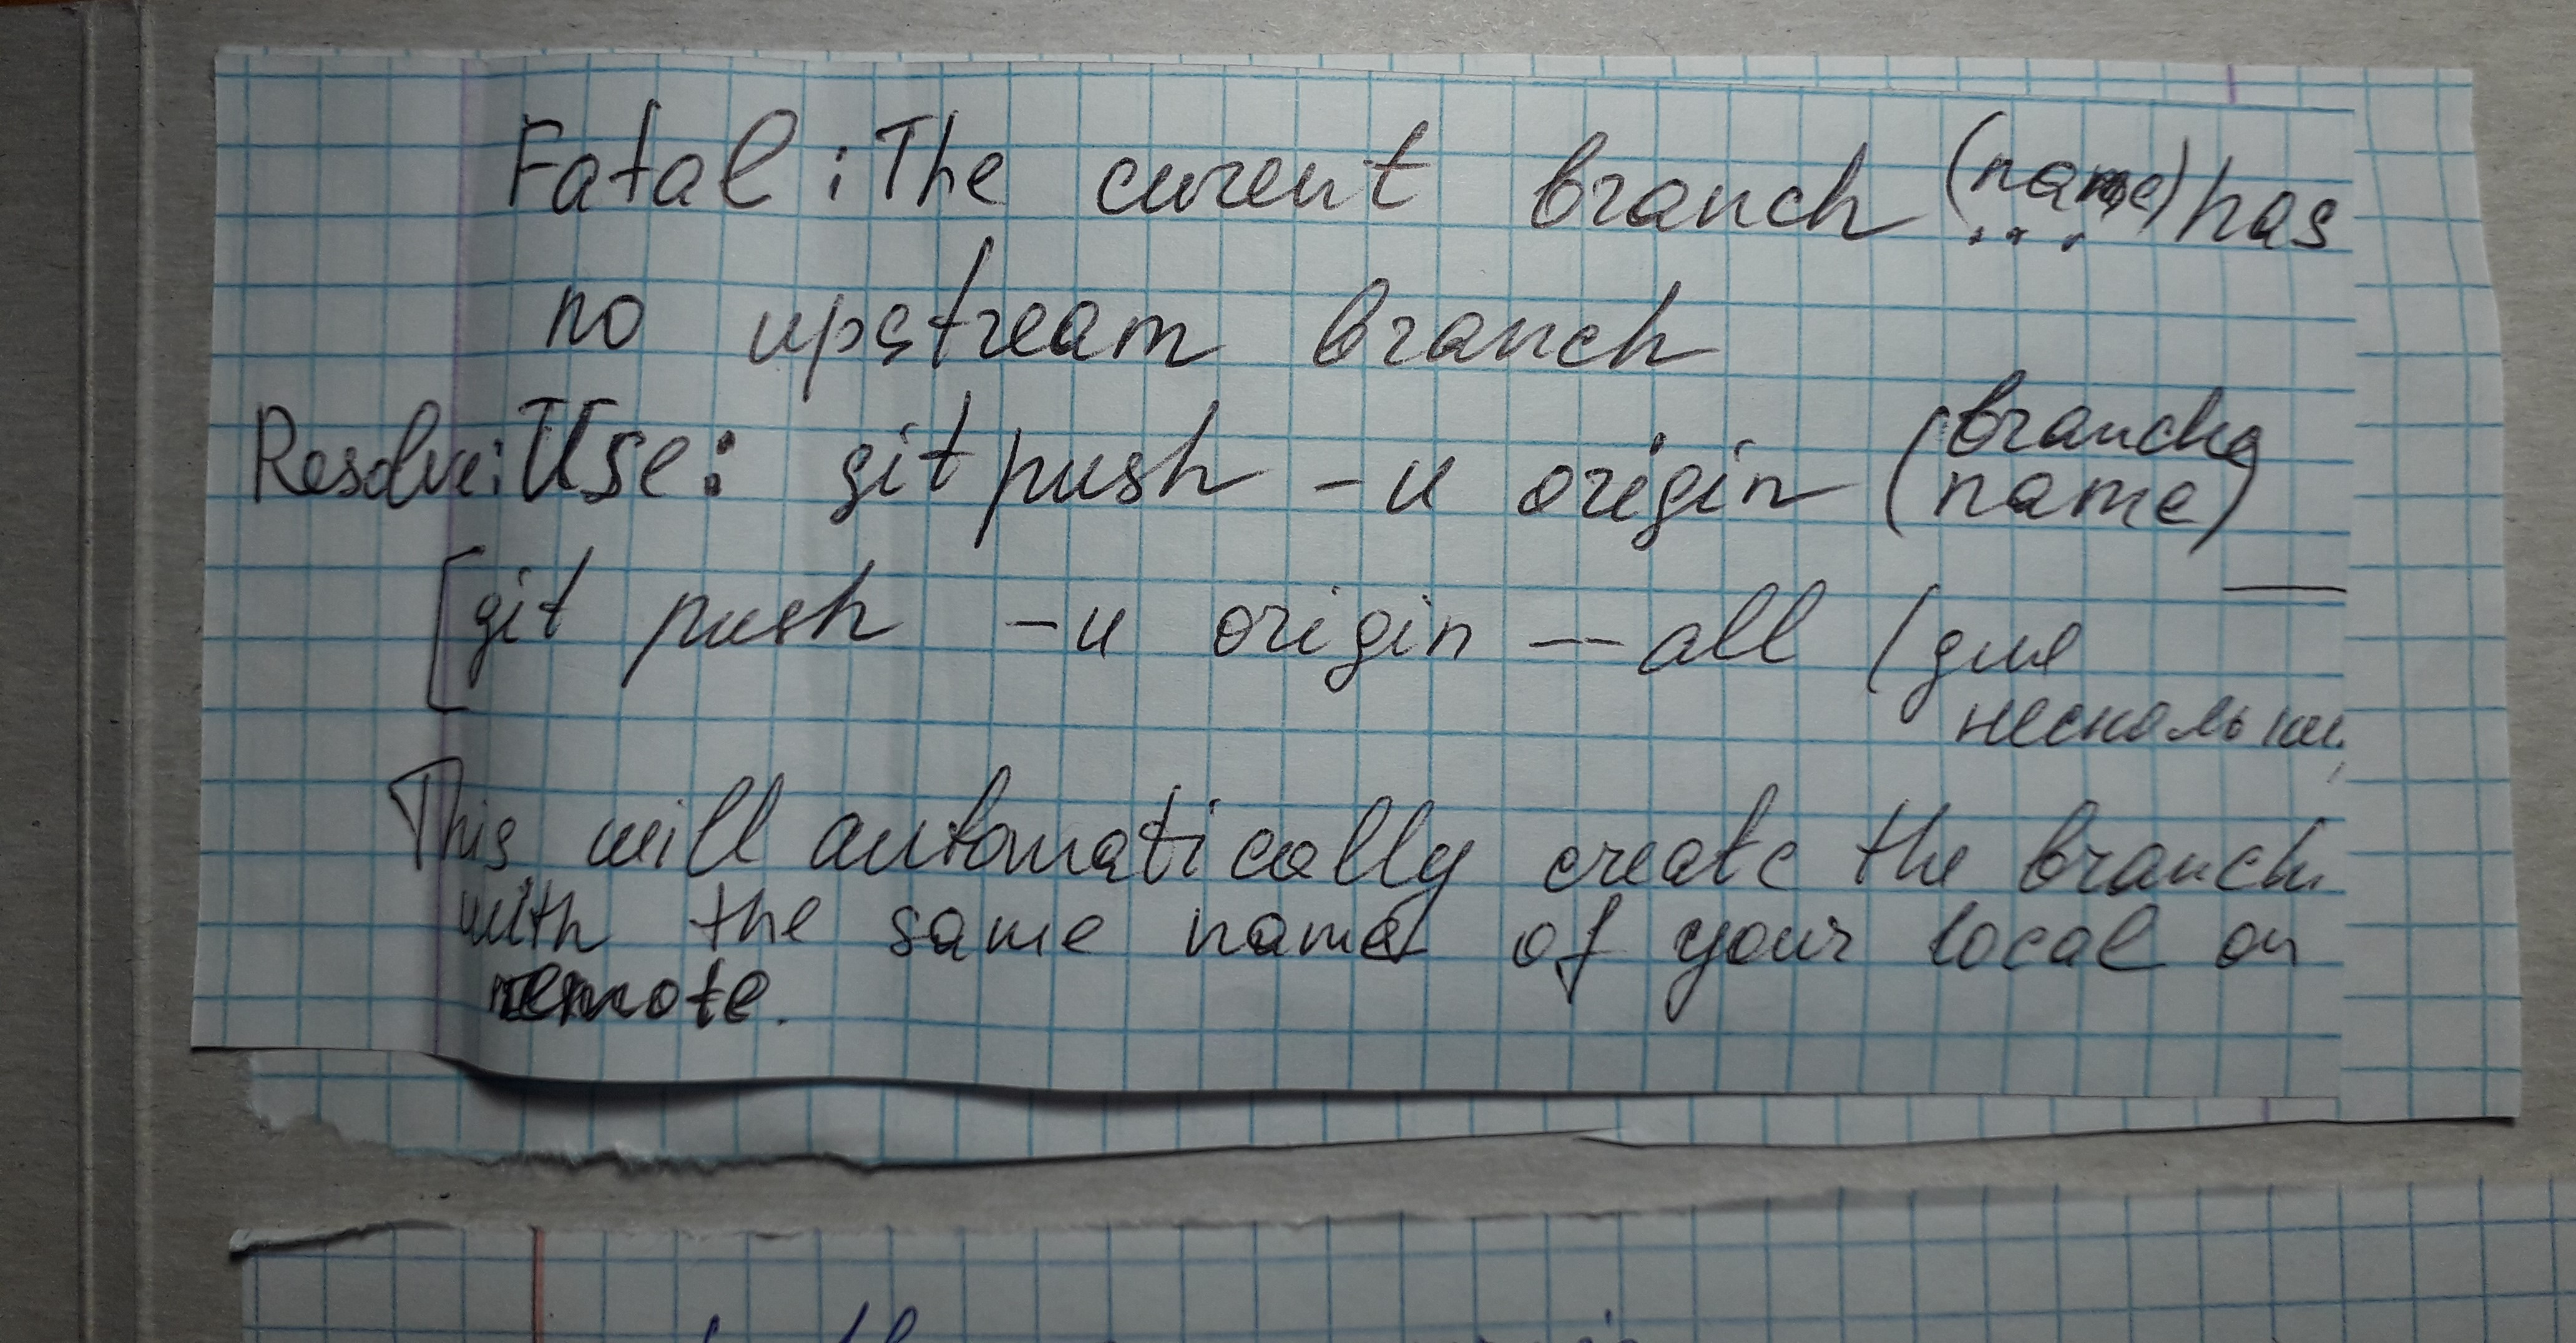 Fatal: The curent branch (name) has
...
no upstream branch
Resolve: Use: git push -u origin (branch
name)
[git push -u origin --all (для
This will automatically create the branch
with the same name of your local on
remote.